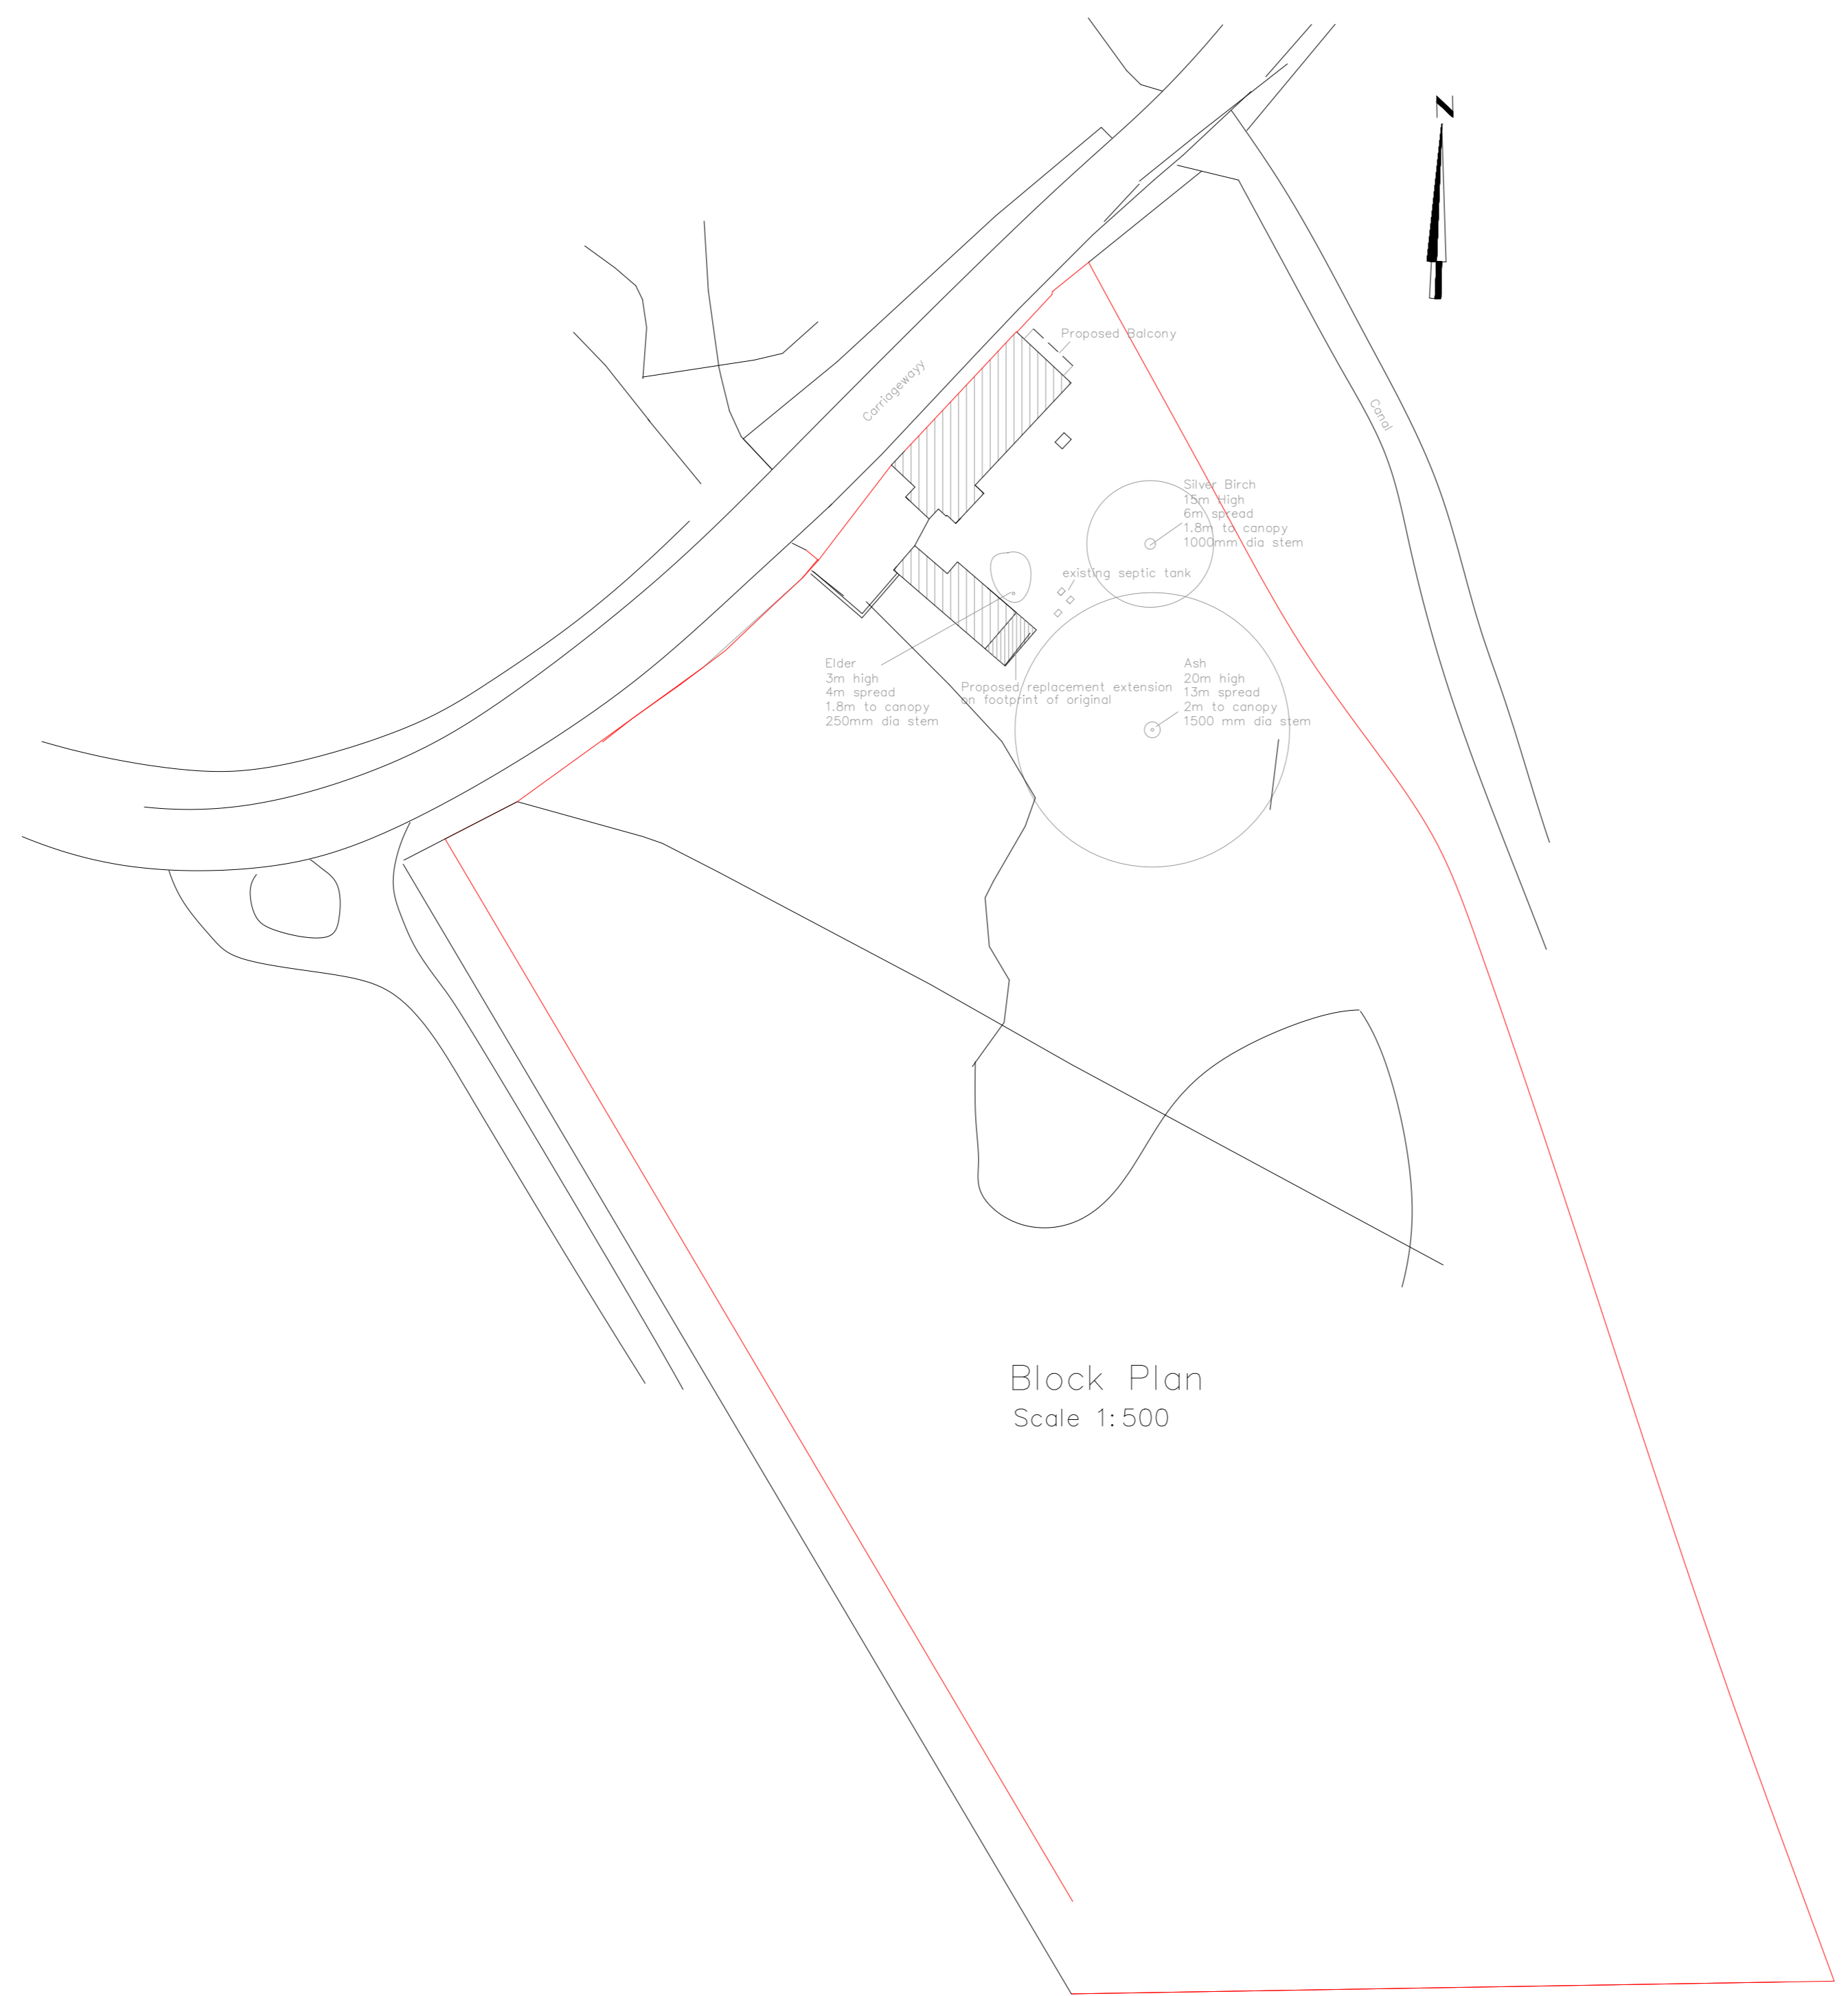 N
Proposed Balcony
Carriagewayy
Canal
Silver Birch
15m High
6m spread
1.8m to canopy
1000mm dia stem
existing septic tank
Elder
3m high
4m spread
1.8m to canopy
250mm dia stem
Proposed replacement extension
on footprint of original
Ash
20m high
13m spread
2m to canopy
1500 mm dia stem
Block Plan
Scale 1:500